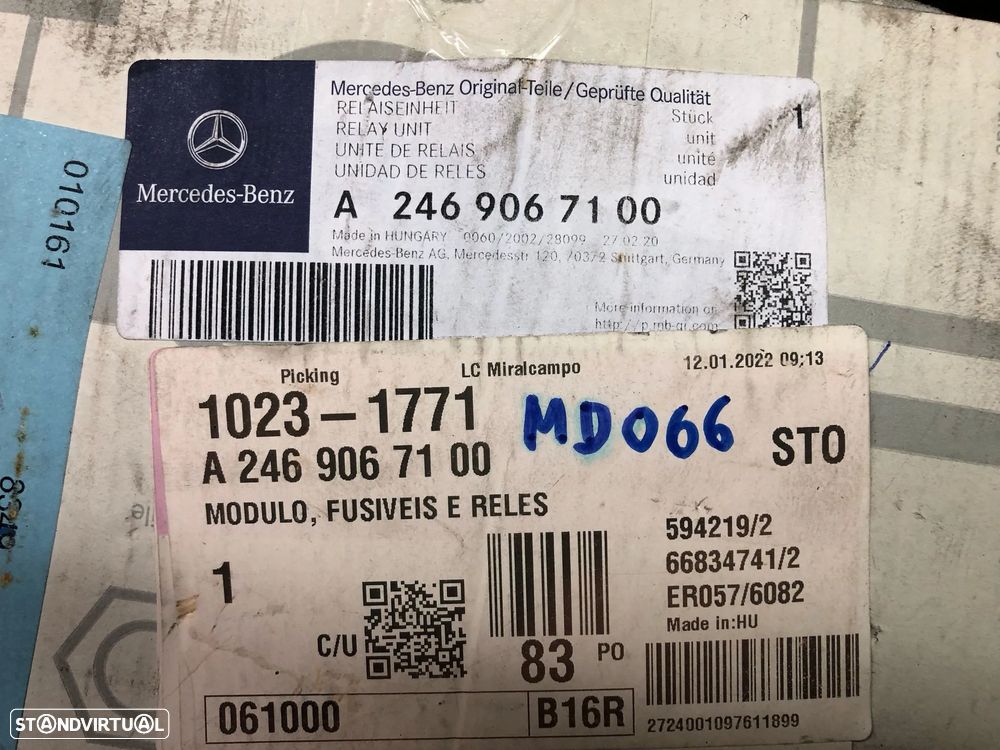 Mercedes-Benz Original-Teile/Geprüfte Qualität
RELAISEINHEIT
RELAY UNIT
UNITE DE RELAIS
UNIDAD DE RELES
Stück 1
unit
unité
unidad
Mercedes-Benz
A 246 906 71 00
Made in HUNGARY 0060/2002/28099 27 02 20
Mercedes-Benz AG, Mercedesstr 120, 70372 Stuttgart, Germany
More information on
http://p.mb-qr.com
010161
Picking
LC Miralcampo
12.01.2022 09:13
1023-1771
MD066
STO
A 246 906 71 00
MODULO, FUSIVEIS E RELES
594219/2
66834741/2
ER057/6082
Made in:HU
1
C/U
83 PO
061000
B16R
2724001097611899
STANDVIRTUAL